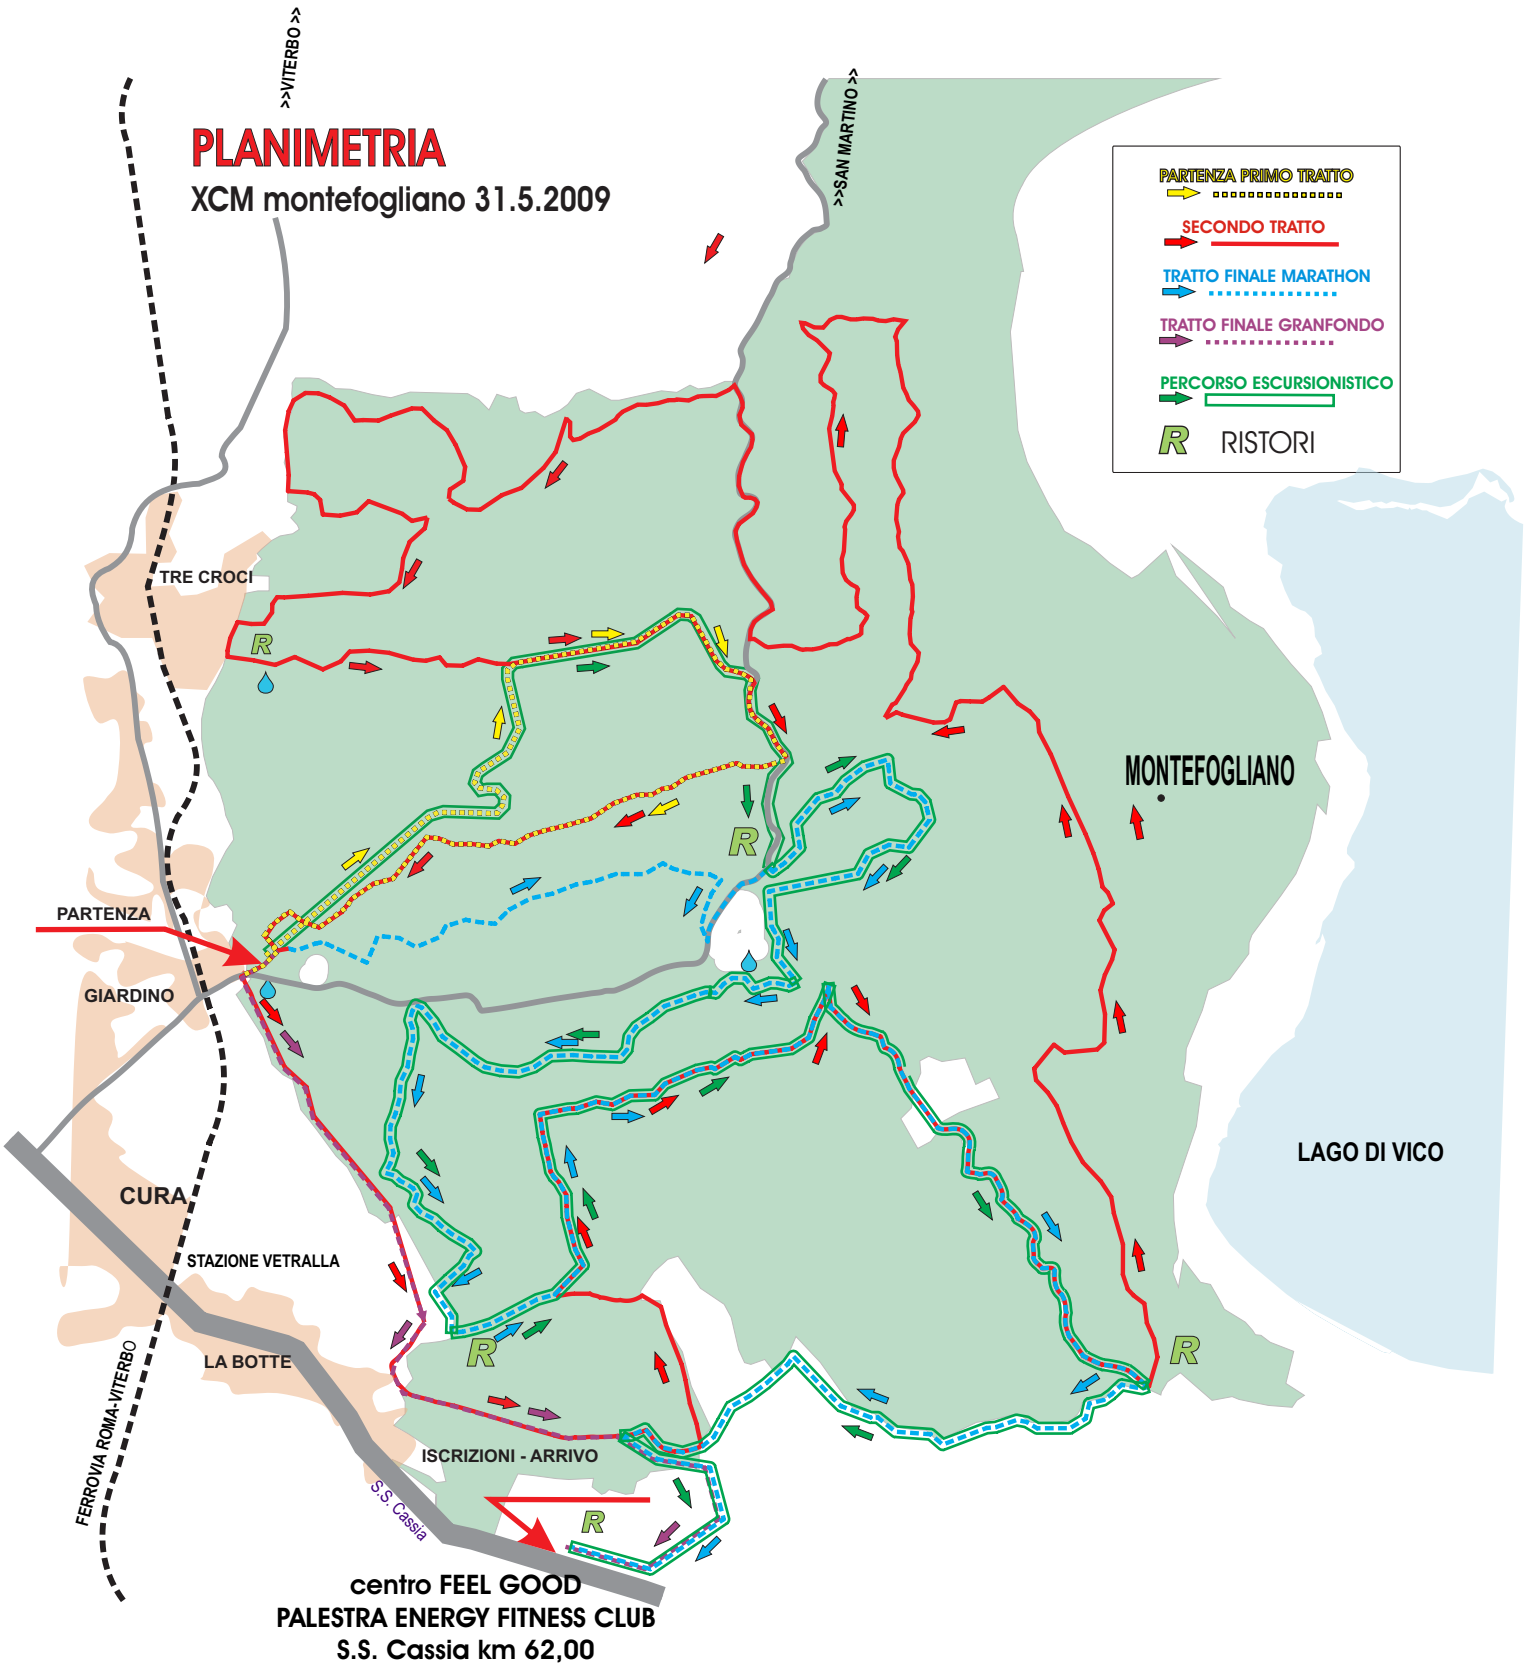 >>VITERBO >>
>>SAN MARTINO >>
PLANIMETRIA
XCM montefogliano 31.5.2009
PARTENZA PRIMO TRATTO
SECONDO TRATTO
TRATTO FINALE MARATHON
TRATTO FINALE GRANFONDO
PERCORSO ESCURSIONISTICO
R RISTORI
TRE CROCI
R
MONTEFOGLIANO
R
PARTENZA
GIARDINO
LAGO DI VICO
CURA
STAZIONE VETRALLA
R
R
LA BOTTE
FERROVIA ROMA-VITERBO
ISCRIZIONI - ARRIVO
S.S. Cassia
R
centro FEEL GOOD
PALESTRA ENERGY FITNESS CLUB
S.S. Cassia km 62,00